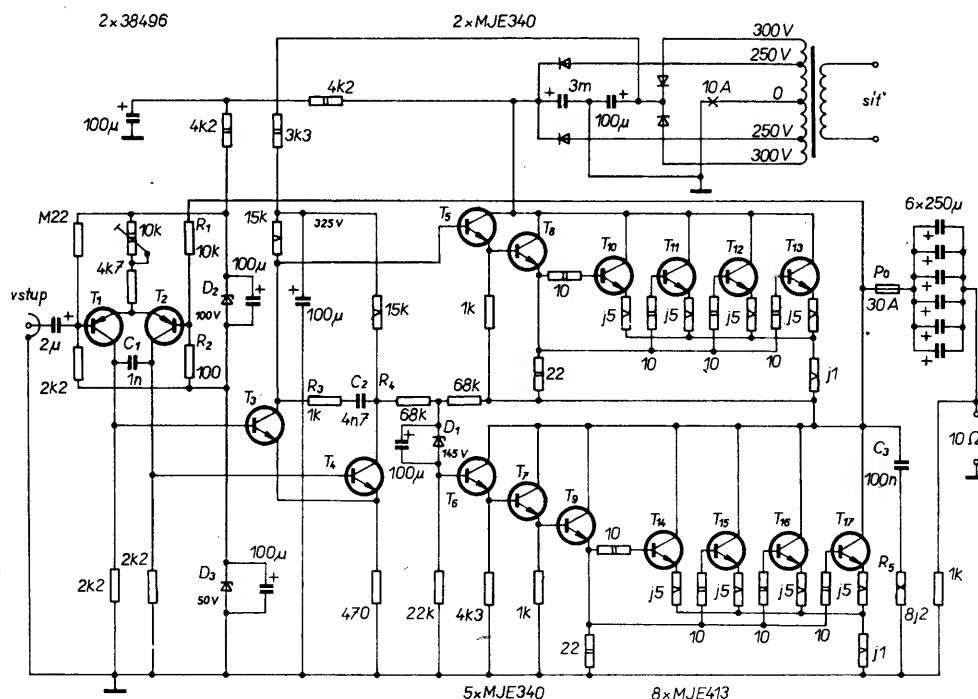 2×38496
2×MJE340
300V
250V
4k2
3m
10A
0
sit'
100µ
4k2
3k3
100µ
250V
300V
M22
10k
R1
10k
15k
325V
T5
T8
T10
T11
T12
T13
6×250µ
4k7
100µ
D2
100V
vstup
T1
T2
2µ
C1
1n
R2
100
100µ
15k
1k
10
j5
j5
j5
j5
P0
30A
2k2
22
10
10
10
j1
T3
R3
1k
C2
4n7
R4
68k
68k
D1
145V
100µ
T4
T6
T7
T9
C3
100n
10Ω
10
T14
T15
T16
T17
2k2
2k2
D3
50V
100µ
470
22k
4k3
1k
j5
j5
j5
j5
R5
8j2
1k
10
10
10
22
j1
5×MJE340
8×MJE413